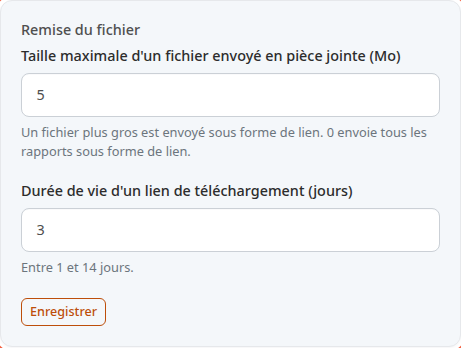 Remise du fichier
Taille maximale d'un fichier envoyé en pièce jointe (Mo)
5
Un fichier plus gros est envoyé sous forme de lien. 0 envoie tous les
rapports sous forme de lien.
Durée de vie d'un lien de téléchargement (jours)
3
Entre 1 et 14 jours.
Enregistrer